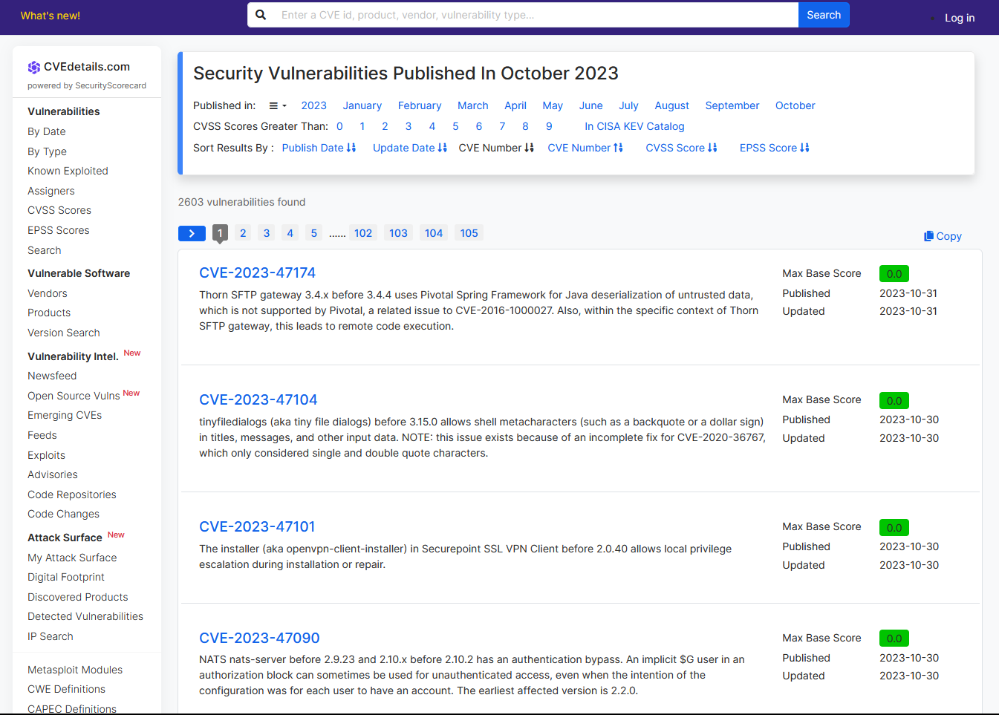 What's new!
Enter a CVE id, product, vendor, vulnerability type...
Search
Log in
CVEdetails.com
powered by SecurityScorecard
Vulnerabilities
By Date
By Type
Known Exploited
Assigners
CVSS Scores
EPSS Scores
Search
Vulnerable Software
Vendors
Products
Version Search
Vulnerability Intel. New
Newsfeed
Open Source Vulns New
Emerging CVEs
Feeds
Exploits
Advisories
Code Repositories
Code Changes
Attack Surface New
My Attack Surface
Digital Footprint
Discovered Products
Detected Vulnerabilities
IP Search
Metasploit Modules
CWE Definitions
CAPEC Definitions
Security Vulnerabilities Published In October 2023
Published in: 2023 January February March April May June July August September October
CVSS Scores Greater Than: 0 1 2 3 4 5 6 7 8 9 In CISA KEV Catalog
Sort Results By : Publish Date Update Date CVE Number CVE Number CVSS Score EPSS Score
2603 vulnerabilities found
1 2 3 4 5 ...... 102 103 104 105
Copy
CVE-2023-47174
Thorn SFTP gateway 3.4.x before 3.4.4 uses Pivotal Spring Framework for Java deserialization of untrusted data,
which is not supported by Pivotal, a related issue to CVE-2016-1000027. Also, within the specific context of Thorn
SFTP gateway, this leads to remote code execution.
Max Base Score 0.0
Published 2023-10-31
Updated 2023-10-31
CVE-2023-47104
tinyfiledialogs (aka tiny file dialogs) before 3.15.0 allows shell metacharacters (such as a backquote or a dollar sign)
in titles, messages, and other input data. NOTE: this issue exists because of an incomplete fix for CVE-2020-36767,
which only considered single and double quote characters.
Max Base Score 0.0
Published 2023-10-30
Updated 2023-10-30
CVE-2023-47101
The installer (aka openvpn-client-installer) in Securepoint SSL VPN Client before 2.0.40 allows local privilege
escalation during installation or repair.
Max Base Score 0.0
Published 2023-10-30
Updated 2023-10-30
CVE-2023-47090
NATS nats-server before 2.9.23 and 2.10.x before 2.10.2 has an authentication bypass. An implicit $G user in an
authorization block can sometimes be used for unauthenticated access, even when the intention of the
configuration was for each user to have an account. The earliest affected version is 2.2.0.
Max Base Score 0.0
Published 2023-10-30
Updated 2023-10-30